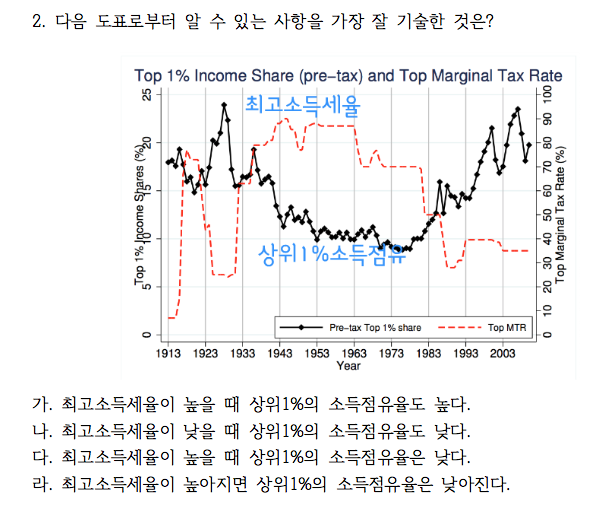 2. 다음 도표로부터 알 수 있는 사항을 가장 잘 기술한 것은?
Top 1% Income Share (pre-tax) and Top Marginal Tax Rate
최고소득세율
상위1%소득점유
Top 1% Income Shares (%)
0 5 10 15 20 25
Top Marginal Tax Rate (%)
0 10 20 30 40 50 60 70 80 90 100
Pre-tax Top 1% share
Top MTR
1913 1923 1933 1943 1953 1963 1973 1983 1993 2003
Year
가. 최고소득세율이 높을 때 상위1%의 소득점유율도 높다.
나. 최고소득세율이 낮을 때 상위1%의 소득점유율도 낮다.
다. 최고소득세율이 높을 때 상위1%의 소득점유율은 낮다.
라. 최고소득세율이 높아지면 상위1%의 소득점유율은 낮아진다.